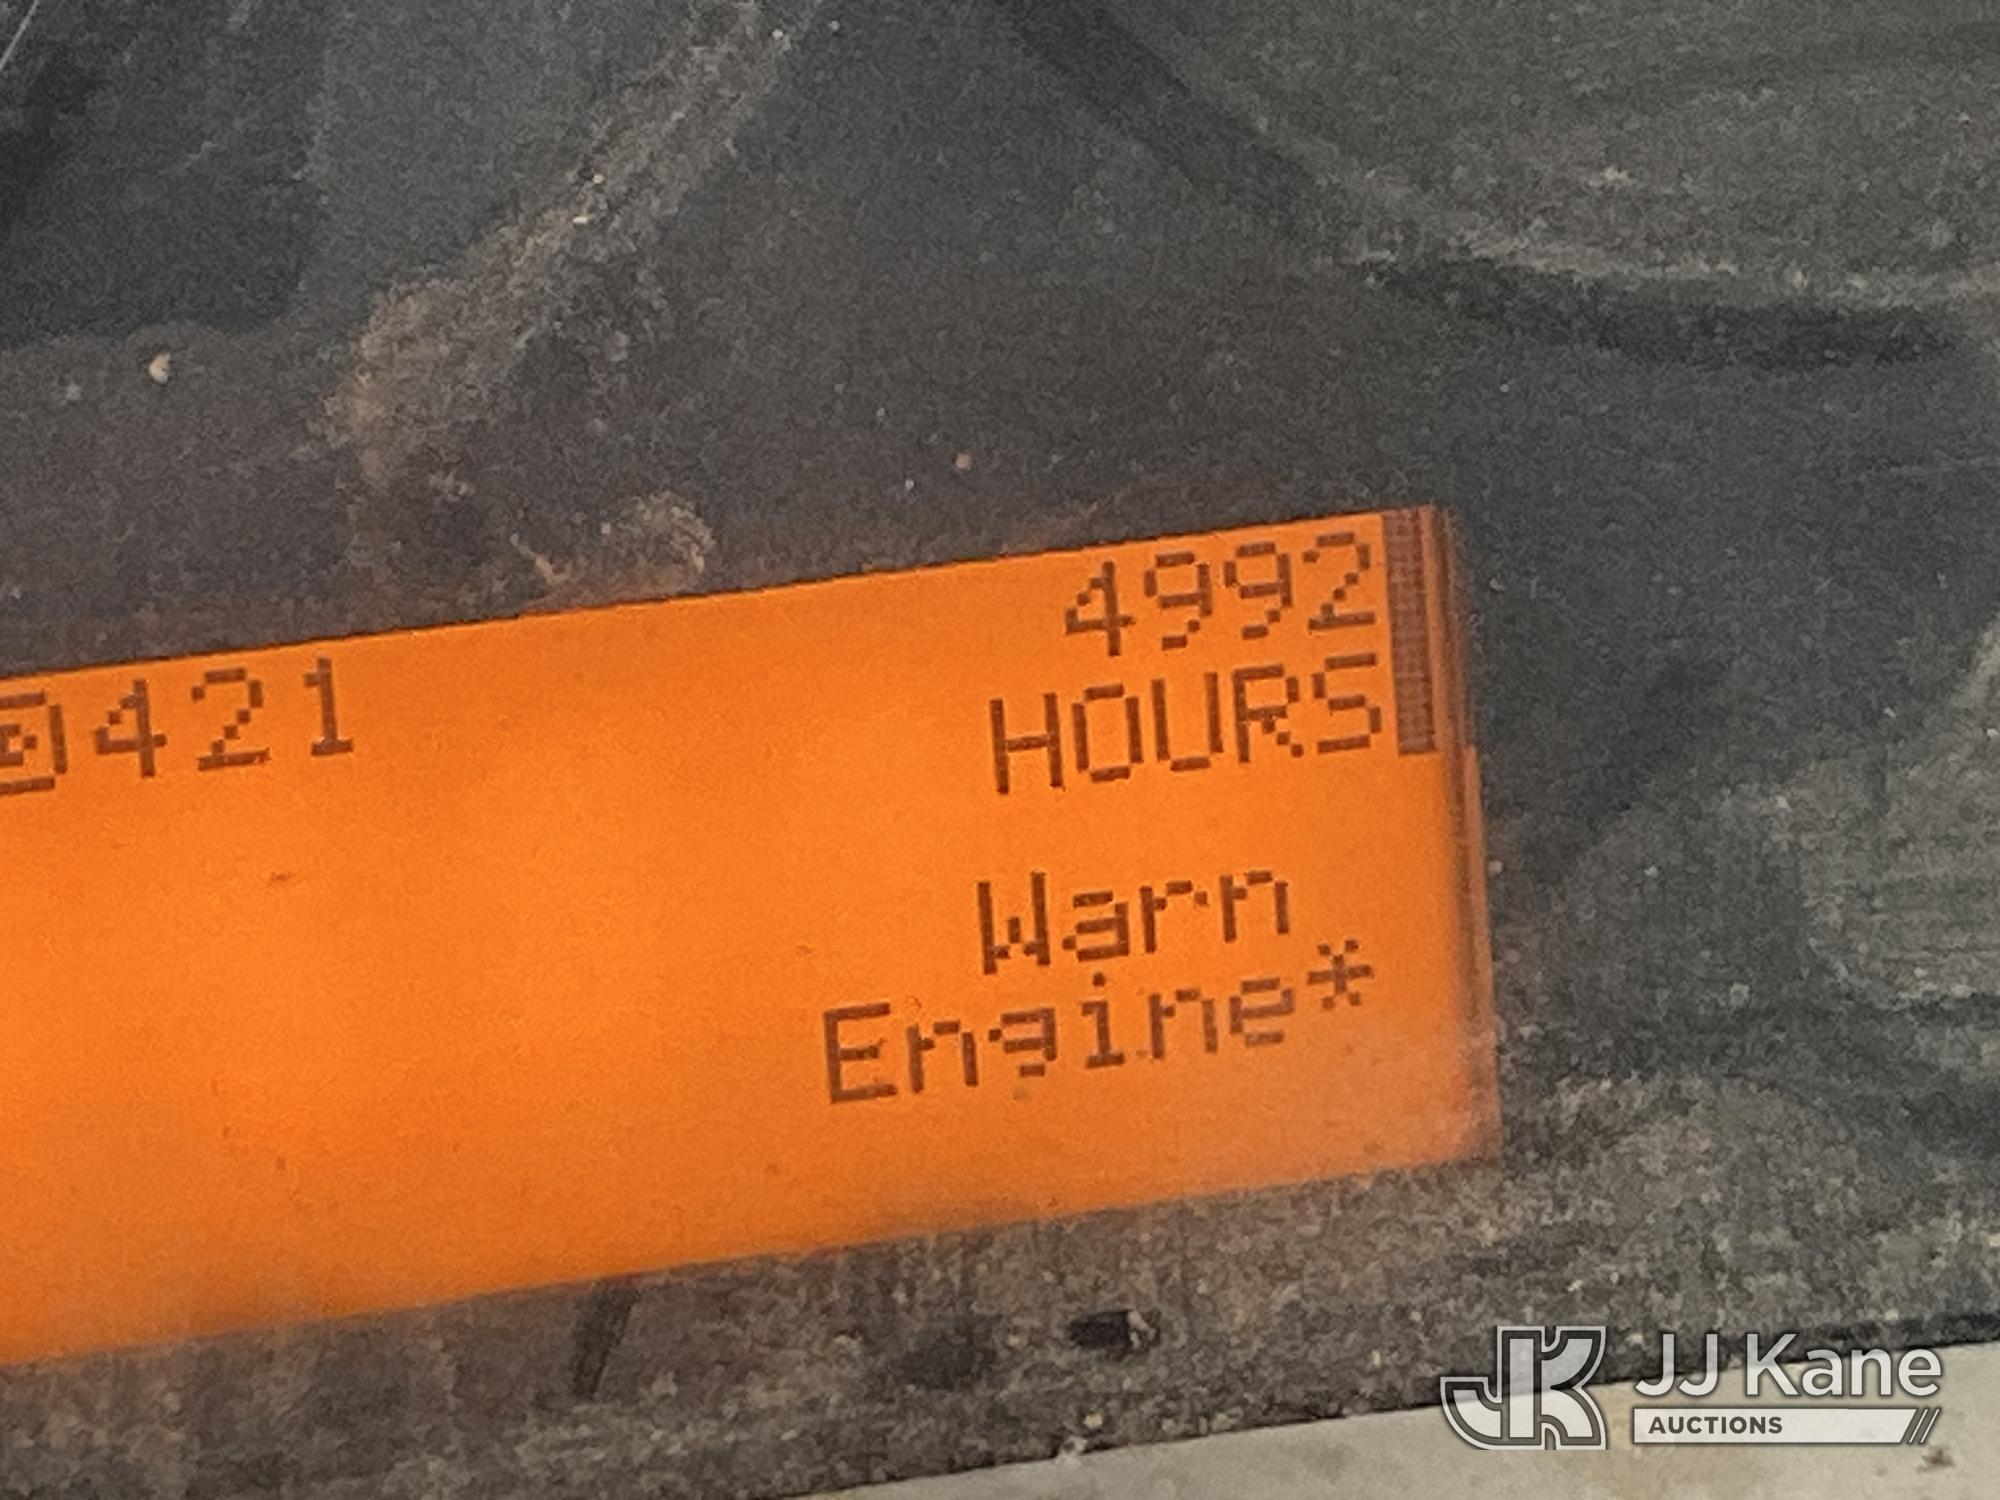 4992
421 HOURS
Warn
Engine*
JJ Kane
AUCTIONS